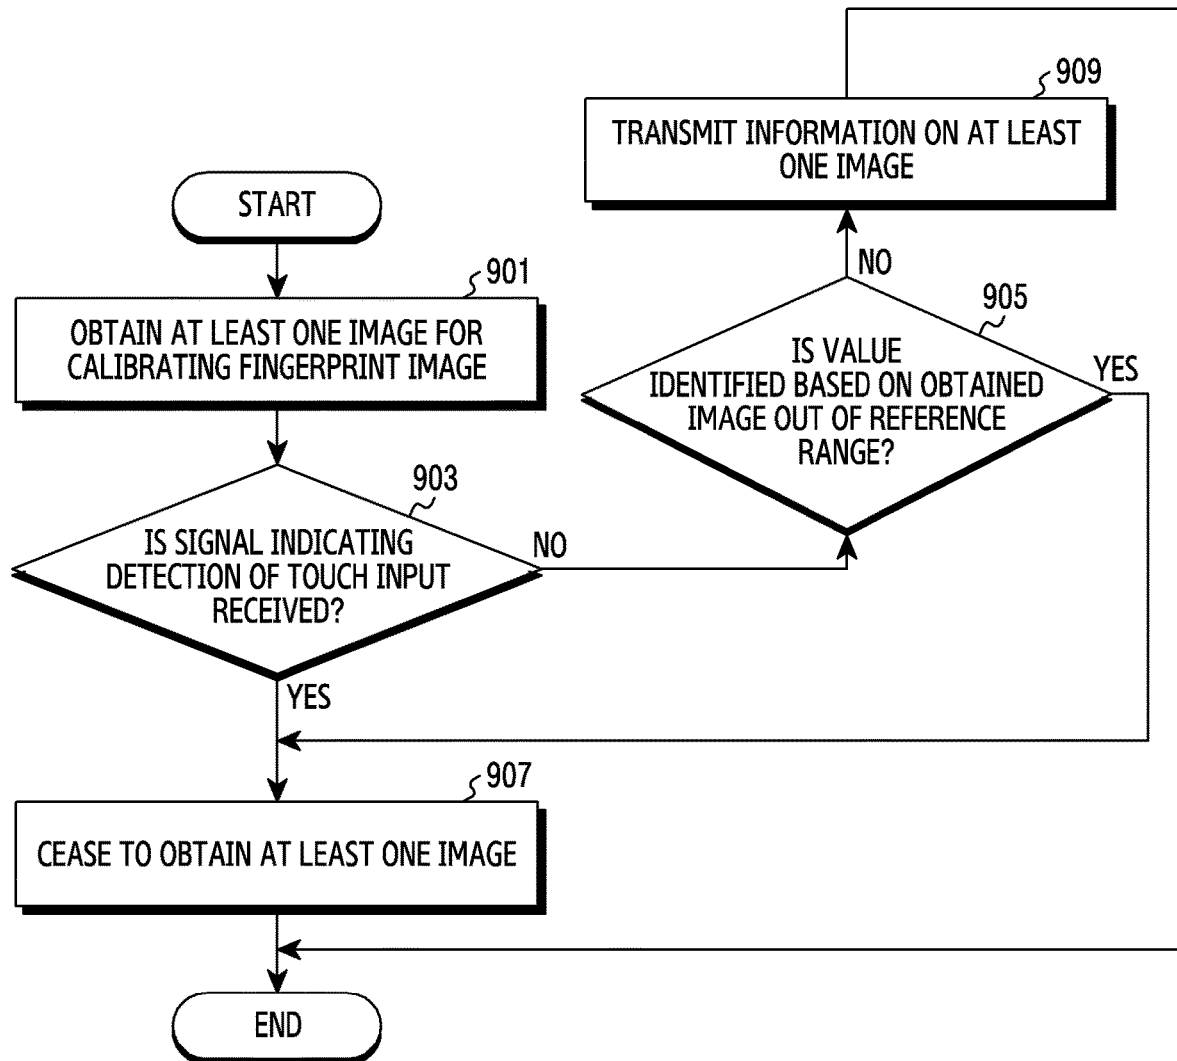 START
901
OBTAIN AT LEAST ONE IMAGE FOR
CALIBRATING FINGERPRINT IMAGE
903
IS SIGNAL INDICATING
DETECTION OF TOUCH INPUT
RECEIVED?
NO
YES
905
IS VALUE
IDENTIFIED BASED ON OBTAINED
IMAGE OUT OF REFERENCE
RANGE?
YES
NO
909
TRANSMIT INFORMATION ON AT LEAST
ONE IMAGE
907
CEASE TO OBTAIN AT LEAST ONE IMAGE
END